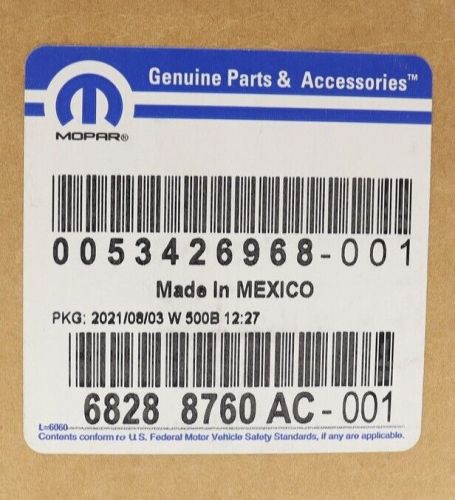 Genuine Parts & Accessories™
MOPAR®
0053426968-001
Made In MEXICO
PKG: 2021/08/03 W 500B 12:27
6828 8760 AC-001
L=6060
Contents conform to U.S. Federal Motor Vehicle Safety Standards, if any are applicable.